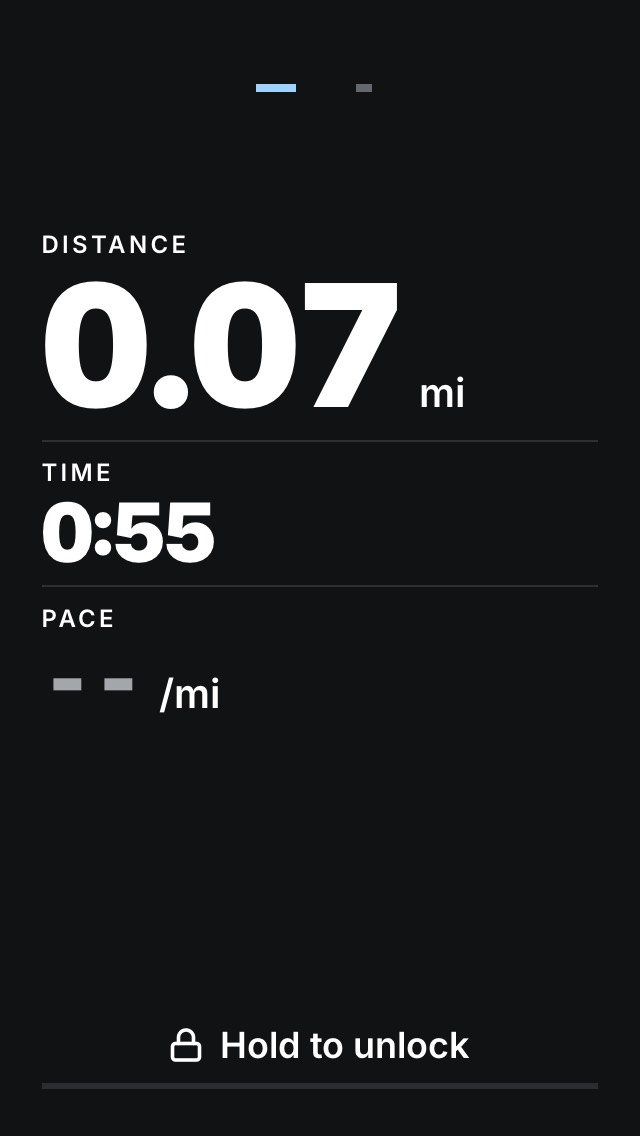 DISTANCE
0.07 mi
TIME
0:55
PACE
-- /mi
Hold to unlock